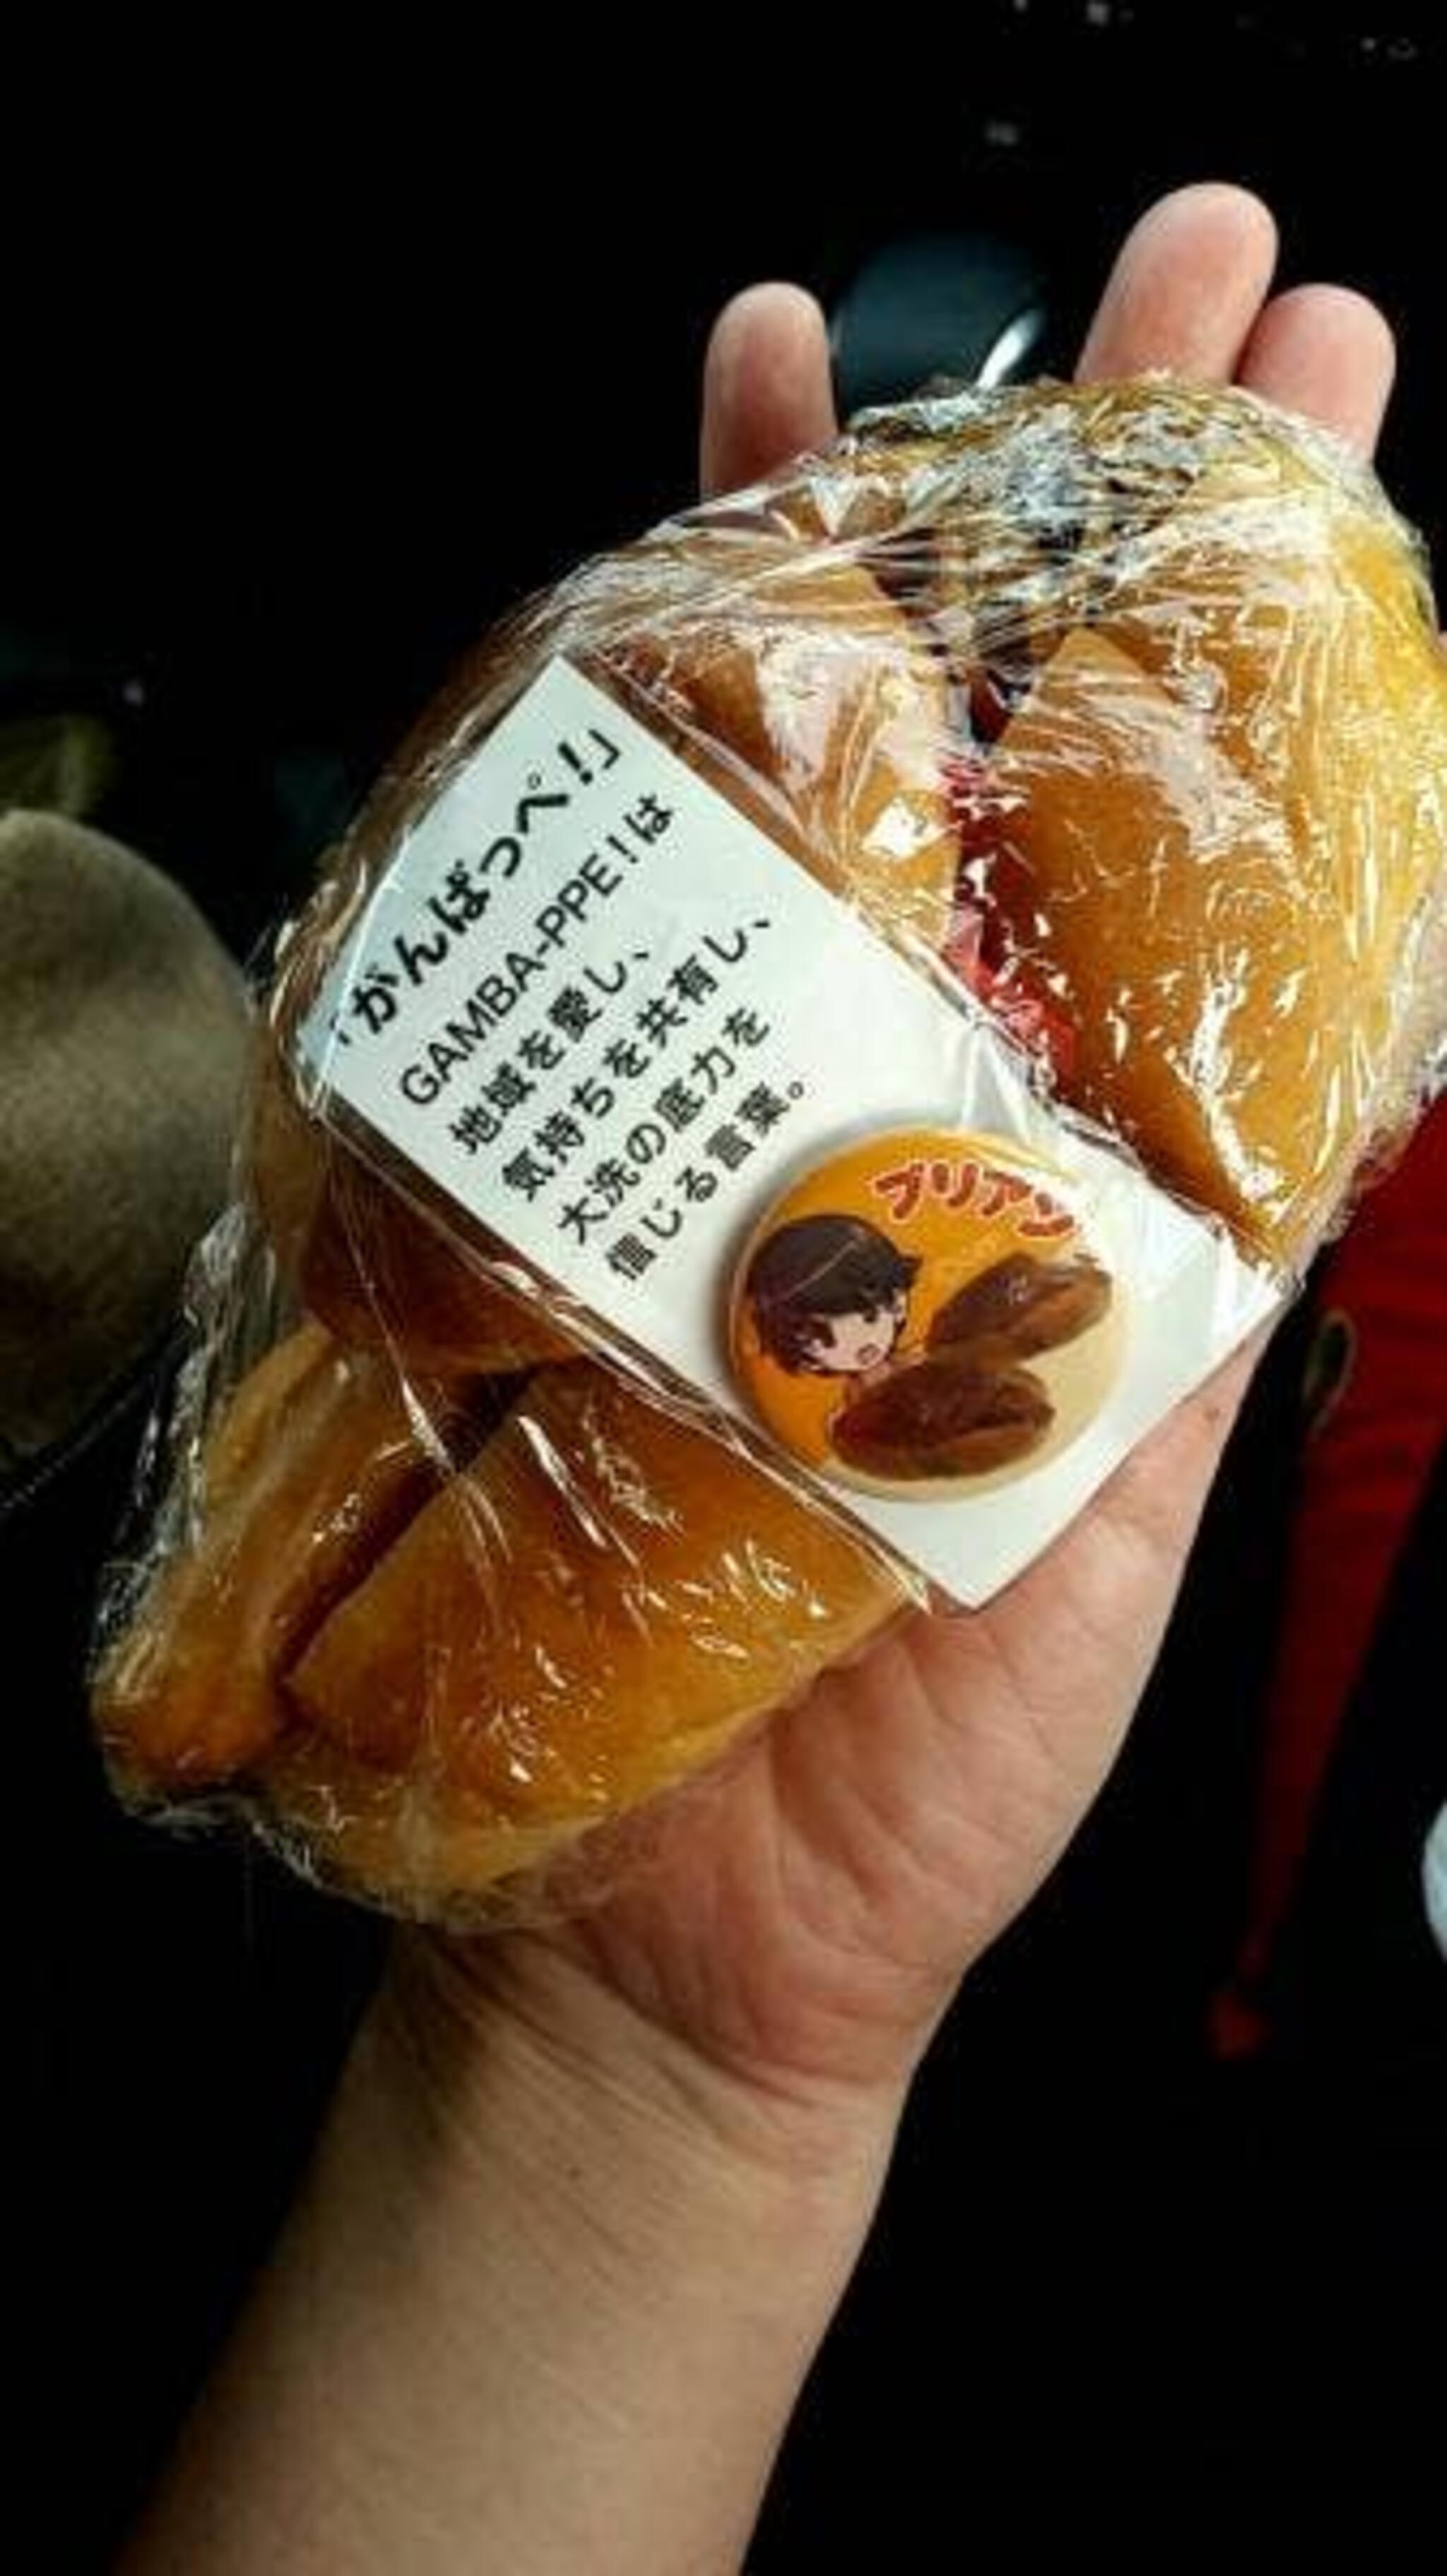 「がんばっぺ!」
GAMBA-PPE!は
地域を愛し、
気持ちを共有し、
大洗の底力を
信じる言葉。
ブリアン